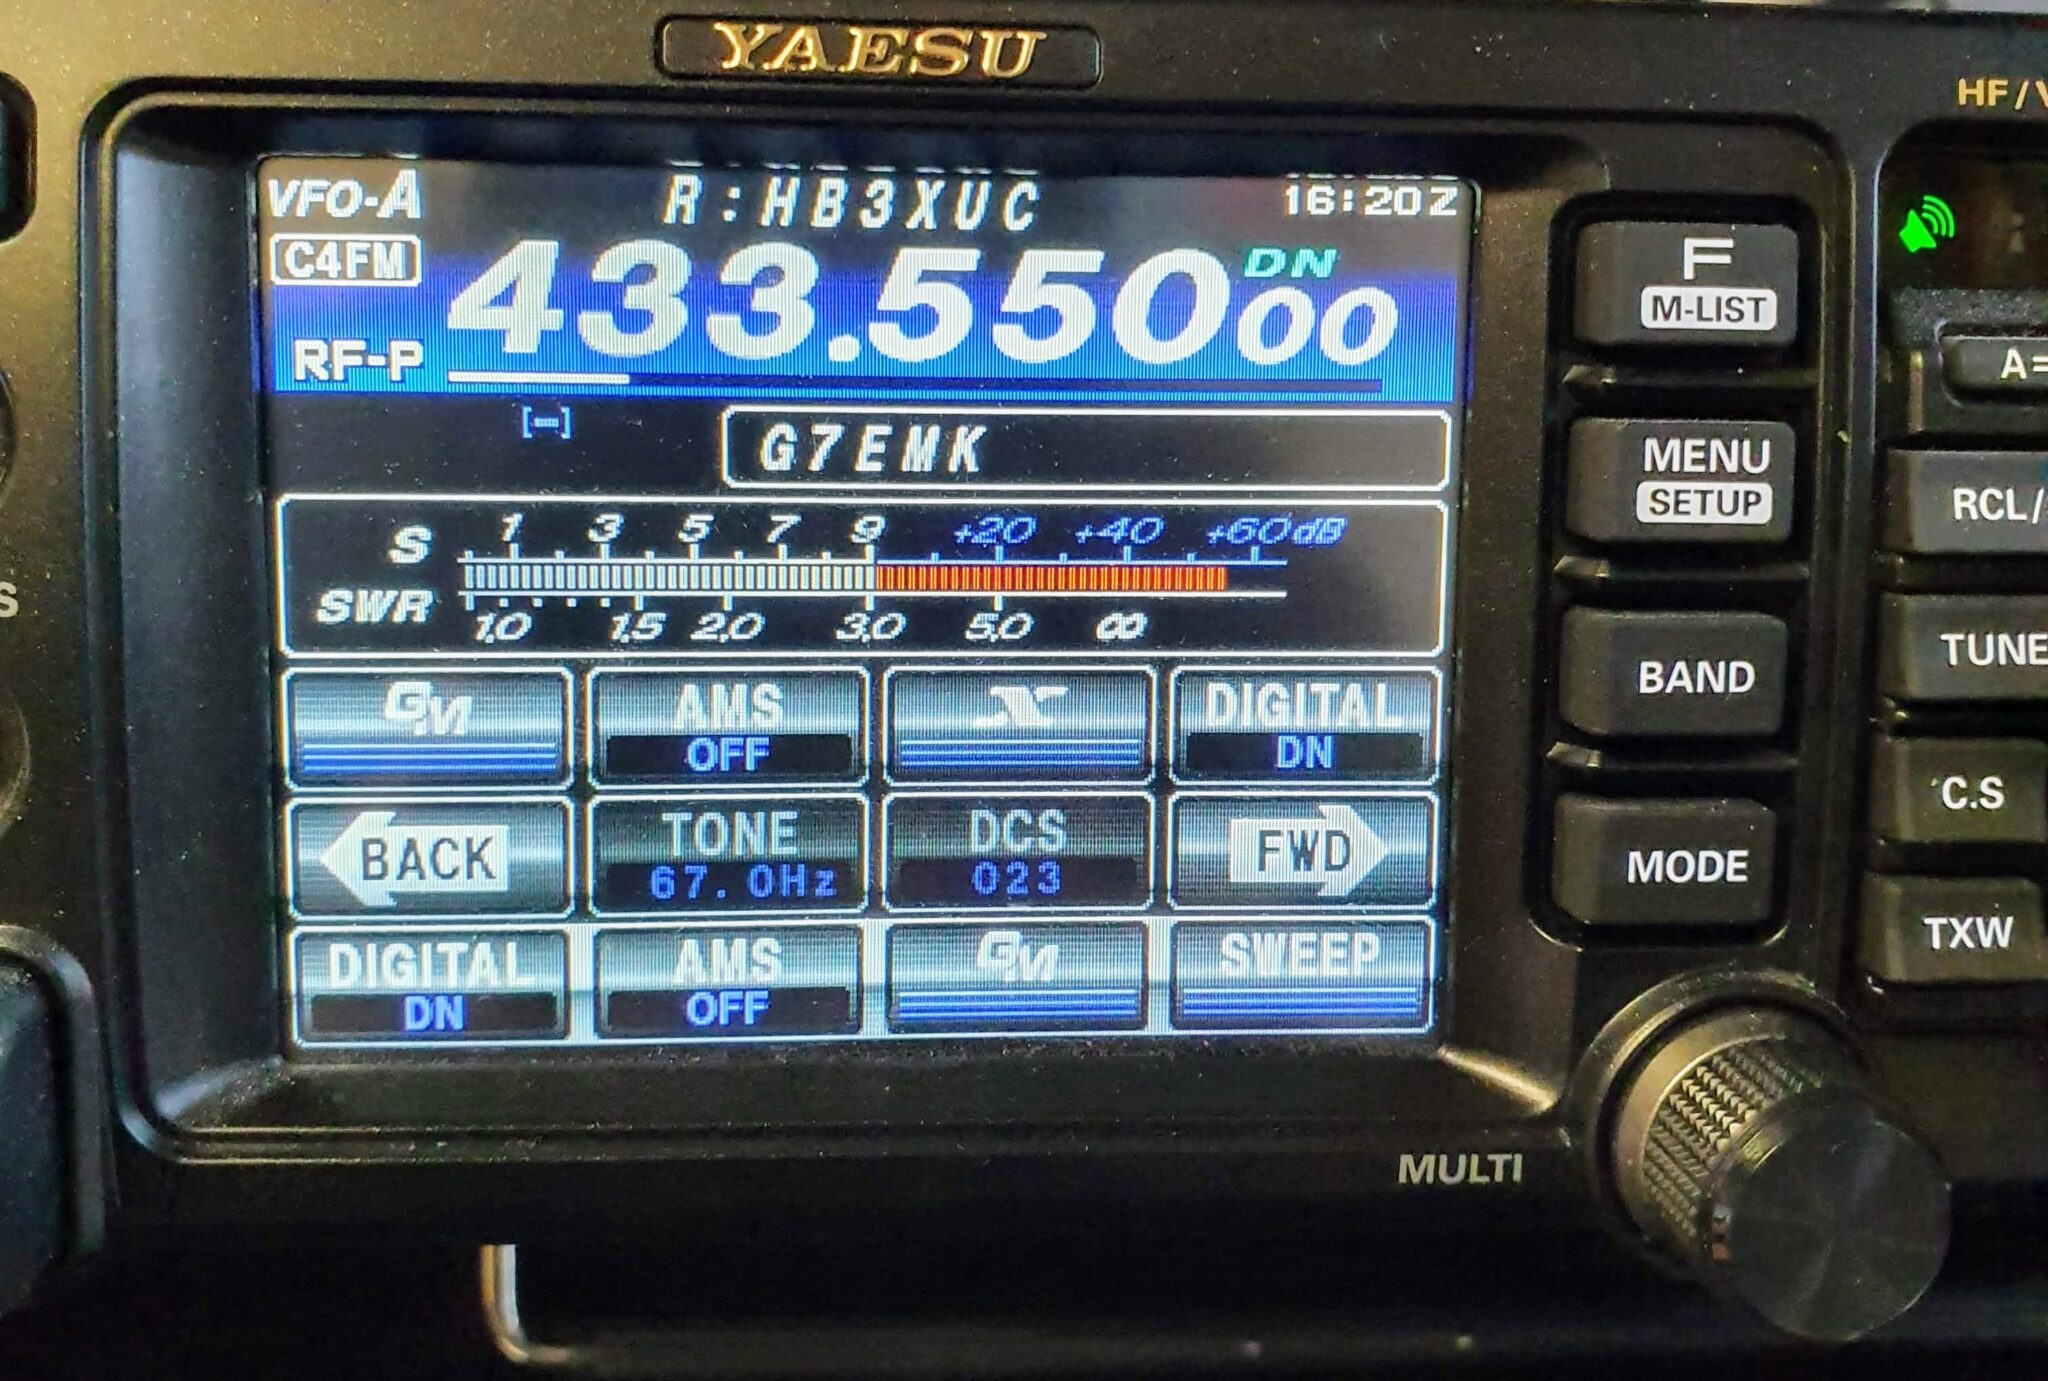 YAESU
HF/V
VFO-A R:HB3XUC 16:20Z
C4FM 433.55000 DN
RF-P
G7EMK
S 1 3 5 7 9 +20 +40 +60dB
SWR 1.0 1.5 2.0 3.0 5.0 ∞
GM AMS OFF X DIGITAL DN
BACK TONE 67.0Hz DCS 023 FWD
DIGITAL DN AMS OFF GM SWEEP
F
M-LIST
MENU
SETUP
BAND
MODE
MULTI
A=
RCL/
TUNE
C.S
TXW
S